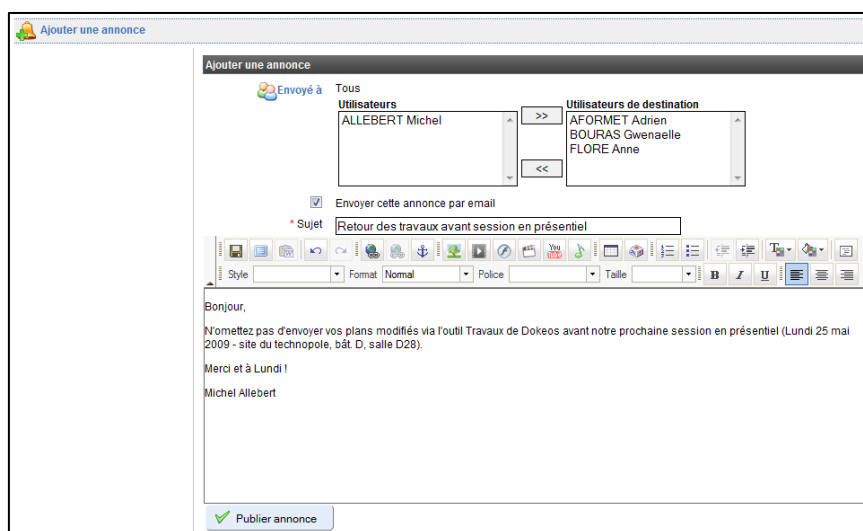 Ajouter une annonce
Ajouter une annonce
Envoyé à Tous
Utilisateurs Utilisateurs de destination
ALLEBERT Michel >> AFORMET Adrien
BOURAS Gwenaelle
FLORE Anne
<<
Envoyer cette annonce par email
* Sujet Retour des travaux avant session en présentiel
You Tube
Style Format Normal Police Taille B I U
Bonjour,
N'omettez pas d'envoyer vos plans modifiés via l'outil Travaux de Dokeos avant notre prochaine session en présentiel (Lundi 25 mai
2009 - site du technopole, bât. D, salle D28).
Merci et à Lundi !
Michel Allebert
Publier annonce